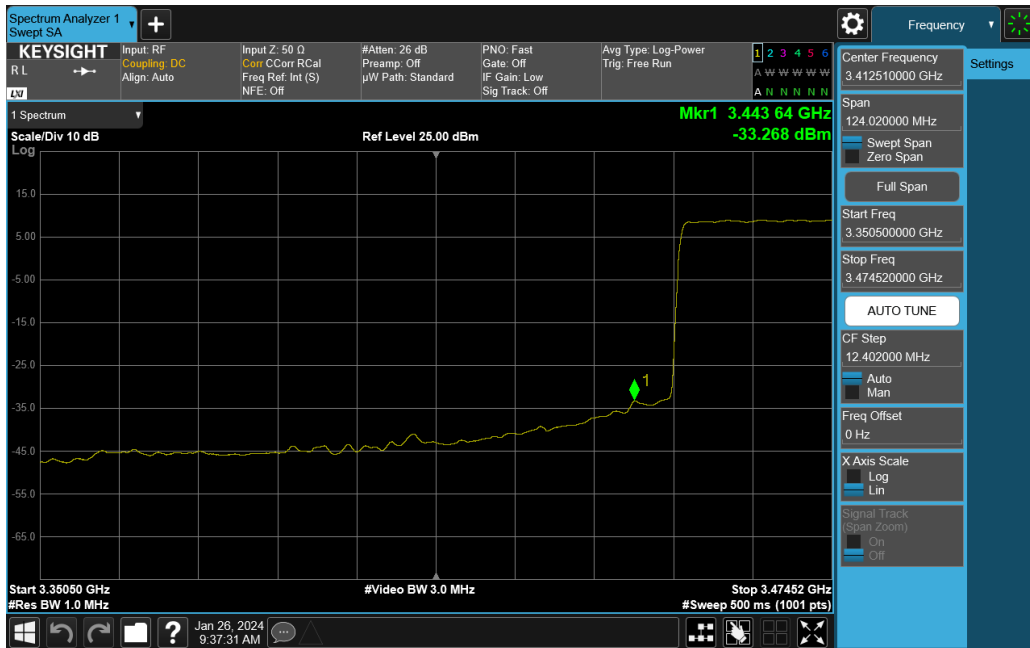 Spectrum Analyzer 1
Swept SA
Frequency
KEYSIGHT
R L
LXI
Input: RF
Coupling: DC
Align: Auto
Input Z: 50 Ω
Corr CCorr RCal
Freq Ref: Int (S)
NFE: Off
#Atten: 26 dB
Preamp: Off
µW Path: Standard
PNO: Fast
Gate: Off
IF Gain: Low
Sig Track: Off
Avg Type: Log-Power
Trig: Free Run
1 2 3 4 5 6
A W W W W W
A N N N N N
1 Spectrum
Scale/Div 10 dB
Ref Level 25.00 dBm
Mkr1 3.443 64 GHz
-33.268 dBm
Log
15.0
5.00
-5.00
-15.0
-25.0
-35.0
-45.0
-55.0
-65.0
1
Start 3.35050 GHz
#Res BW 1.0 MHz
#Video BW 3.0 MHz
Stop 3.47452 GHz
#Sweep 500 ms (1001 pts)
Center Frequency
3.412510000 GHz
Settings
Span
124.020000 MHz
Swept Span
Zero Span
Full Span
Start Freq
3.350500000 GHz
Stop Freq
3.474520000 GHz
AUTO TUNE
CF Step
12.402000 MHz
Auto
Man
Freq Offset
0 Hz
X Axis Scale
Log
Lin
Signal Track
(Span Zoom)
On
Off
?
Jan 26, 2024
9:37:31 AM